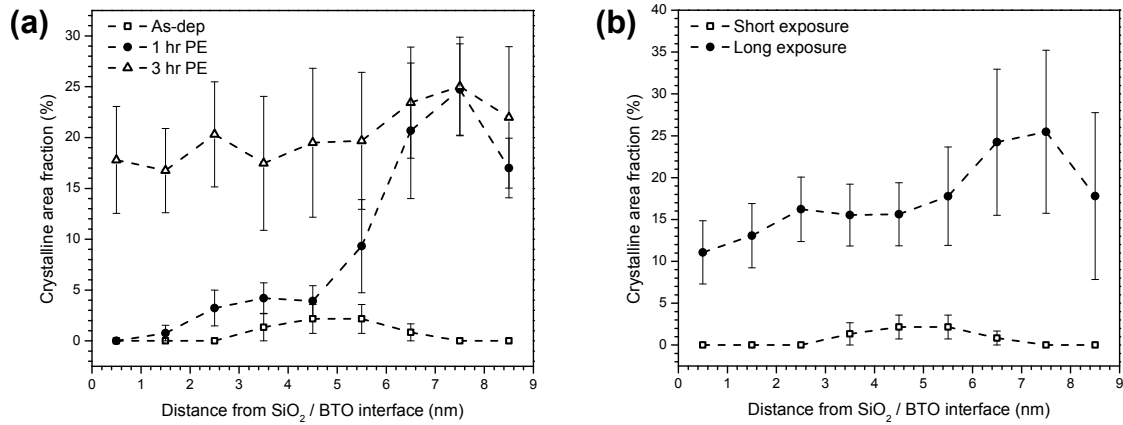 (a)
As-dep
1 hr PE
3 hr PE
Crystalline area fraction (%)
30
25
20
15
10
5
0
0 1 2 3 4 5 6 7 8 9
Distance from SiO₂ / BTO interface (nm)
(b)
Short exposure
Long exposure
Crystalline area fraction (%)
40
35
30
25
20
15
10
5
0
0 1 2 3 4 5 6 7 8 9
Distance from SiO₂ / BTO interface (nm)